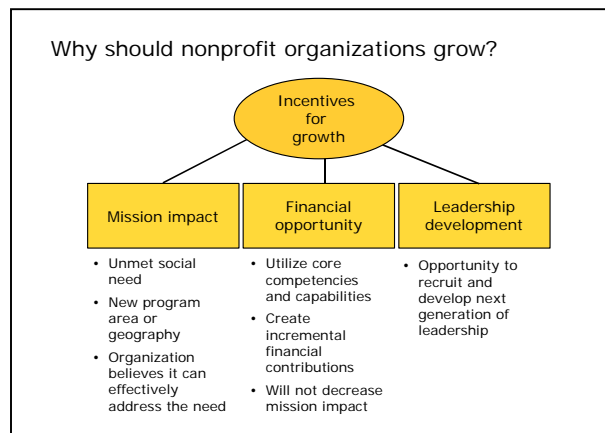 Why should nonprofit organizations grow?
Incentives
for
growth
Mission impact
• Unmet social
need
• New program
area or
geography
• Organization
believes it can
effectively
address the need
Financial
opportunity
• Utilize core
competencies
and capabilities
• Create
incremental
financial
contributions
• Will not decrease
mission impact
Leadership
development
• Opportunity to
recruit and
develop next
generation of
leadership